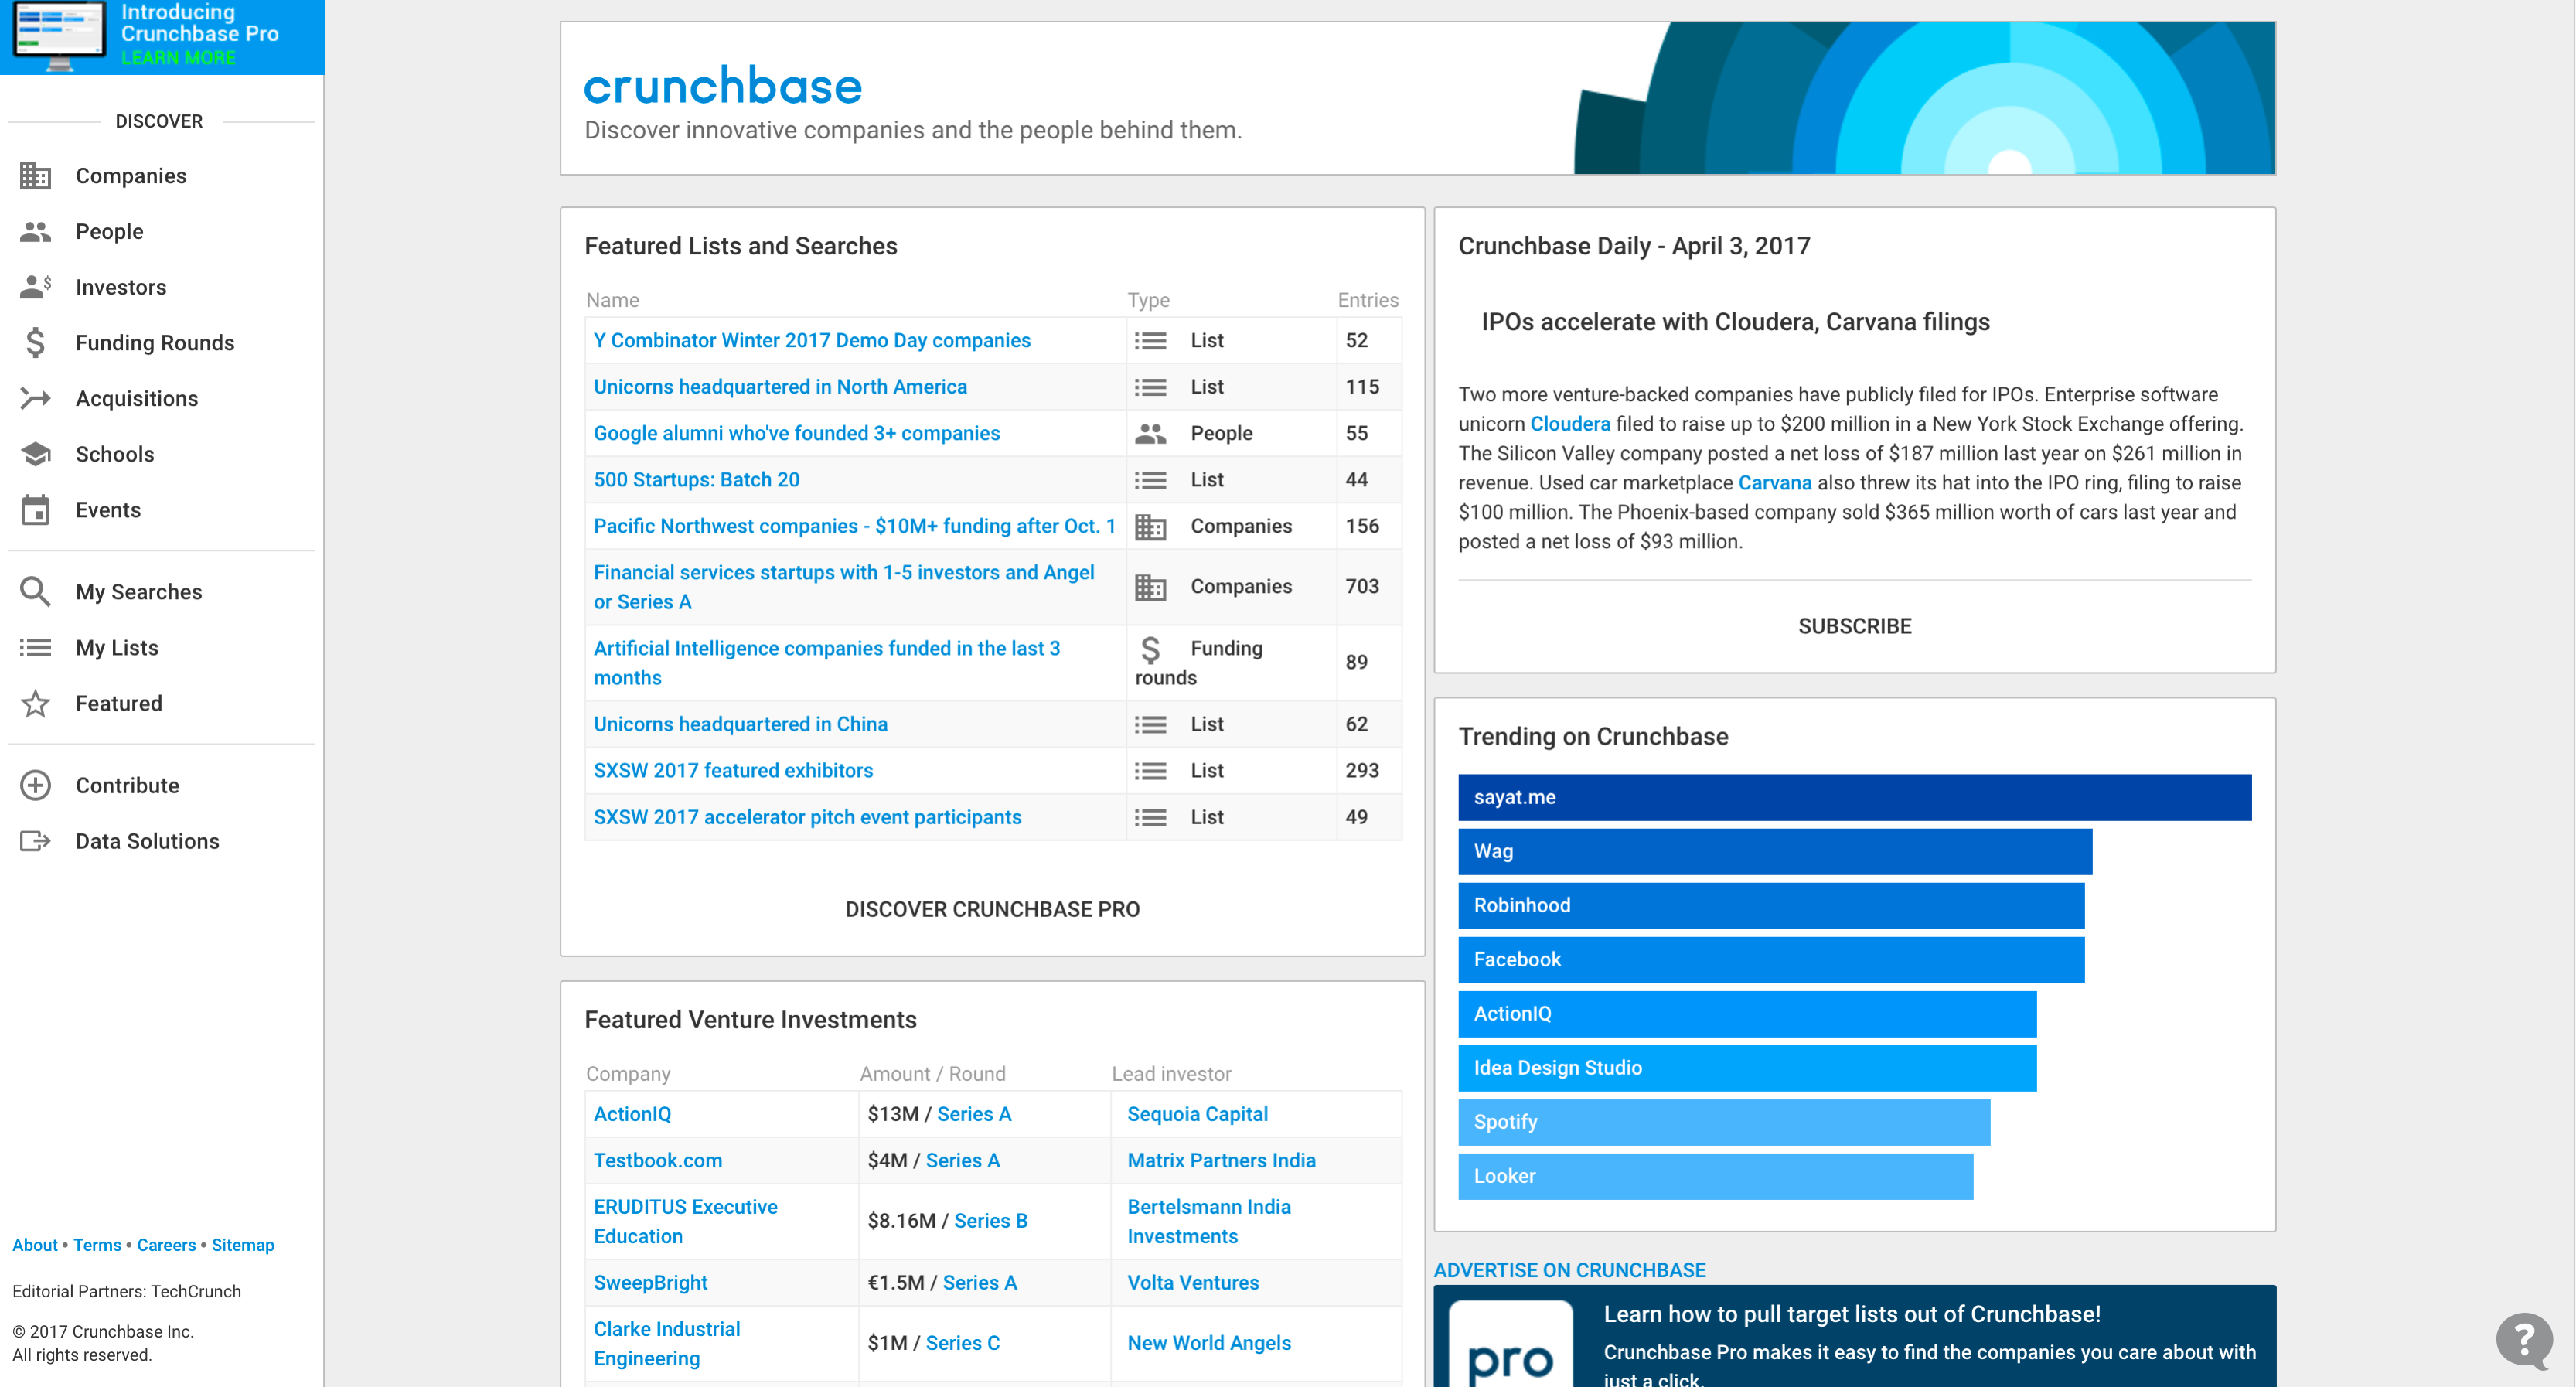 Introducing
Crunchbase Pro
LEARN MORE
DISCOVER
Companies
People
Investors
Funding Rounds
Acquisitions
Schools
Events
My Searches
My Lists
Featured
Contribute
Data Solutions
About • Terms • Careers • Sitemap
Editorial Partners: TechCrunch
© 2017 Crunchbase Inc.
All rights reserved.
crunchbase
Discover innovative companies and the people behind them.
Featured Lists and Searches
Name Type Entries
Y Combinator Winter 2017 Demo Day companies List 52
Unicorns headquartered in North America List 115
Google alumni who've founded 3+ companies People 55
500 Startups: Batch 20 List 44
Pacific Northwest companies - $10M+ funding after Oct. 1 Companies 156
Financial services startups with 1-5 investors and Angel
or Series A Companies 703
Artificial Intelligence companies funded in the last 3
months Funding
rounds 89
Unicorns headquartered in China List 62
SXSW 2017 featured exhibitors List 293
SXSW 2017 accelerator pitch event participants List 49
DISCOVER CRUNCHBASE PRO
Featured Venture Investments
Company Amount / Round Lead investor
ActionIQ $13M / Series A Sequoia Capital
Testbook.com $4M / Series A Matrix Partners India
ERUDITUS Executive
Education $8.16M / Series B Bertelsmann India
Investments
SweepBright €1.5M / Series A Volta Ventures
Clarke Industrial
Engineering $1M / Series C New World Angels
Crunchbase Daily - April 3, 2017
IPOs accelerate with Cloudera, Carvana filings
Two more venture-backed companies have publicly filed for IPOs. Enterprise software
unicorn Cloudera filed to raise up to $200 million in a New York Stock Exchange offering.
The Silicon Valley company posted a net loss of $187 million last year on $261 million in
revenue. Used car marketplace Carvana also threw its hat into the IPO ring, filing to raise
$100 million. The Phoenix-based company sold $365 million worth of cars last year and
posted a net loss of $93 million.
SUBSCRIBE
Trending on Crunchbase
sayat.me
Wag
Robinhood
Facebook
ActionIQ
Idea Design Studio
Spotify
Looker
ADVERTISE ON CRUNCHBASE
pro
Learn how to pull target lists out of Crunchbase!
Crunchbase Pro makes it easy to find the companies you care about with
just a click.
?